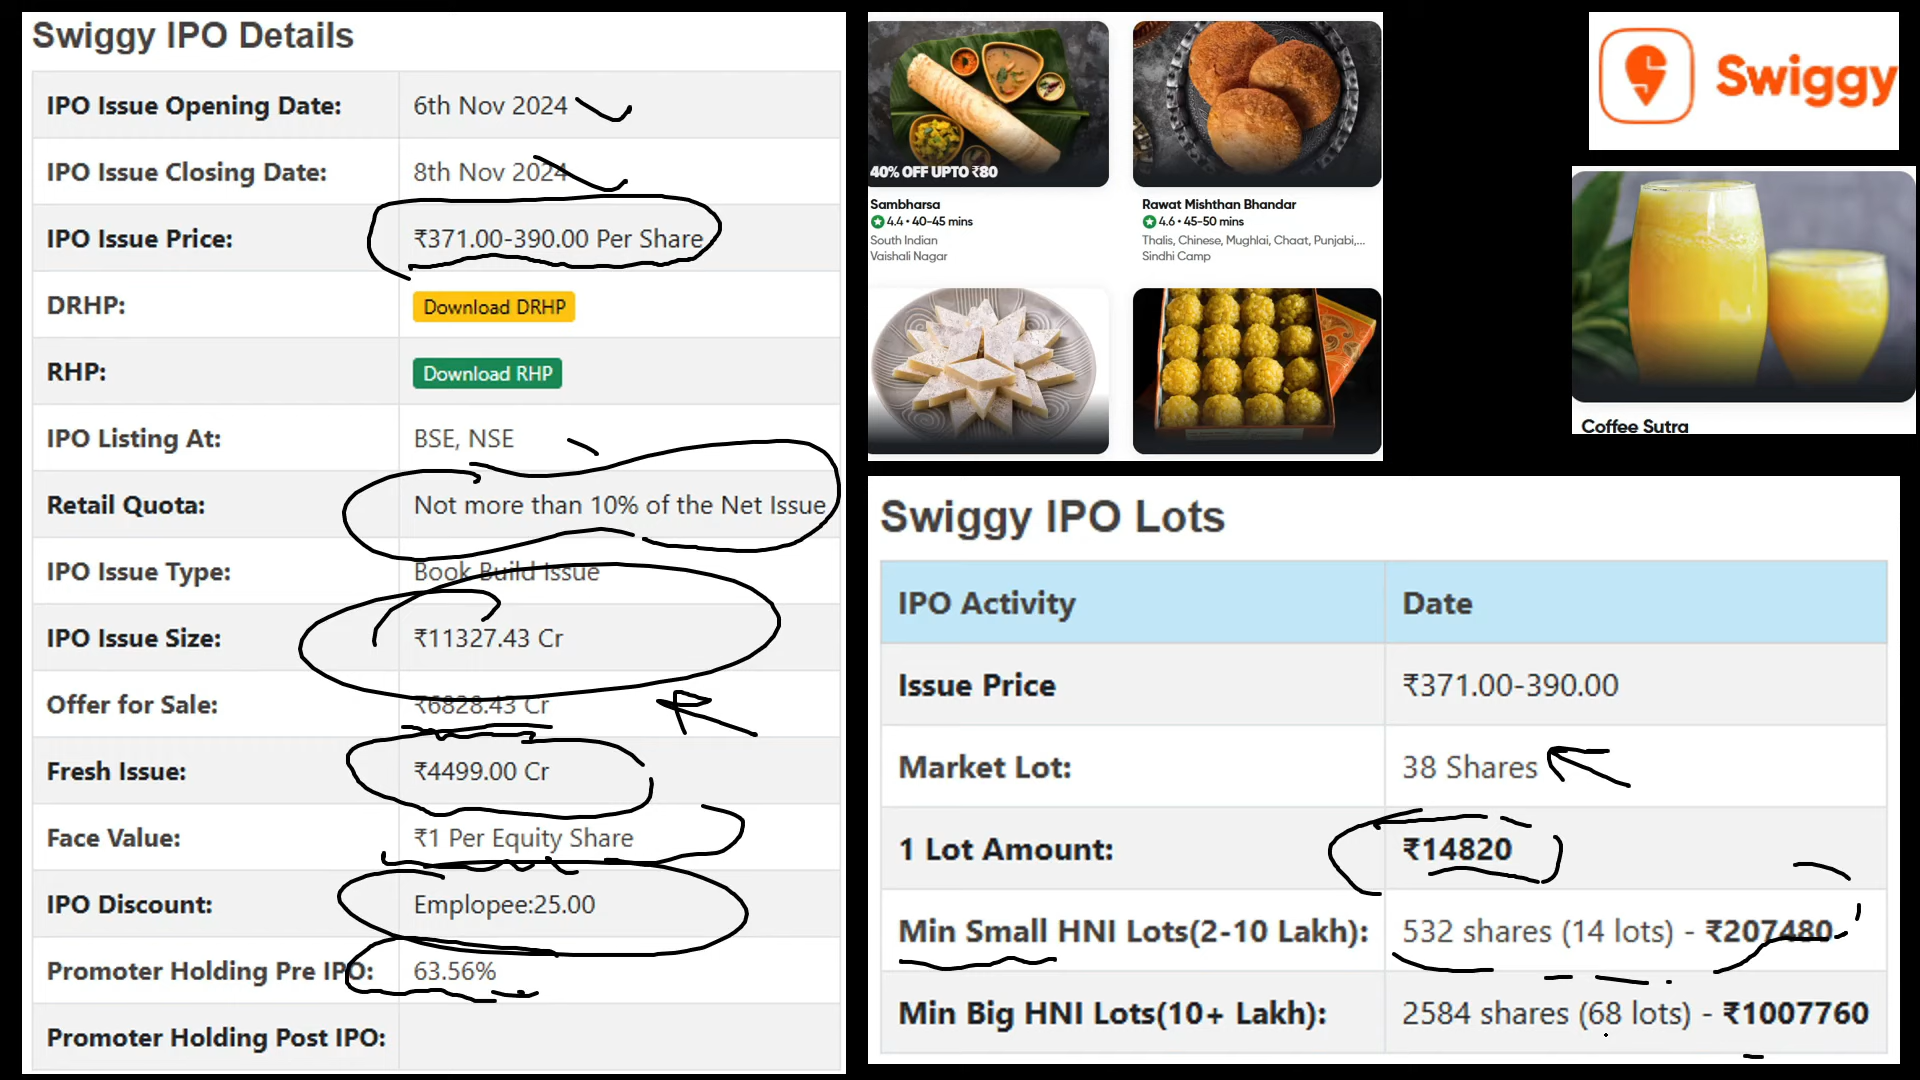 Swiggy IPO Details
IPO Issue Opening Date: 6th Nov 2024
IPO Issue Closing Date: 8th Nov 2024
IPO Issue Price: ₹371.00-390.00 Per Share
DRHP: Download DRHP
RHP: Download RHP
IPO Listing At: BSE, NSE
Retail Quota: Not more than 10% of the Net Issue
IPO Issue Type: Book Build Issue
IPO Issue Size: ₹11327.43 Cr
Offer for Sale: ₹6828.43 Cr
Fresh Issue: ₹4499.00 Cr
Face Value: ₹1 Per Equity Share
IPO Discount: Emplopee:25.00
Promoter Holding Pre IPO: 63.56%
Promoter Holding Post IPO:
40% OFF UPTO ₹80
Sambharsa
4.4 • 40-45 mins
South Indian
Vaishali Nagar
Rawat Mishthan Bhandar
4.6 • 45-50 mins
Thalis, Chinese, Mughlai, Chaat, Punjabi,...
Sindhi Camp
Swiggy
Coffee Sutra
Swiggy IPO Lots
IPO Activity Date
Issue Price ₹371.00-390.00
Market Lot: 38 Shares
1 Lot Amount: ₹14820
Min Small HNI Lots(2-10 Lakh): 532 shares (14 lots) - ₹207480
Min Big HNI Lots(10+ Lakh): 2584 shares (68 lots) - ₹1007760